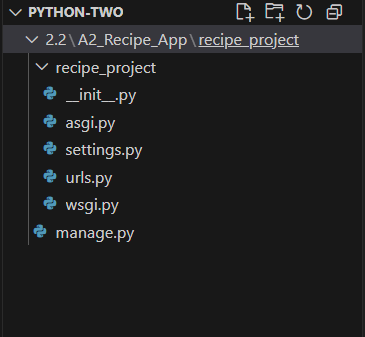 PYTHON-TWO
2.2\A2_Recipe_App\recipe_project
recipe_project
__init__.py
asgi.py
settings.py
urls.py
wsgi.py
manage.py